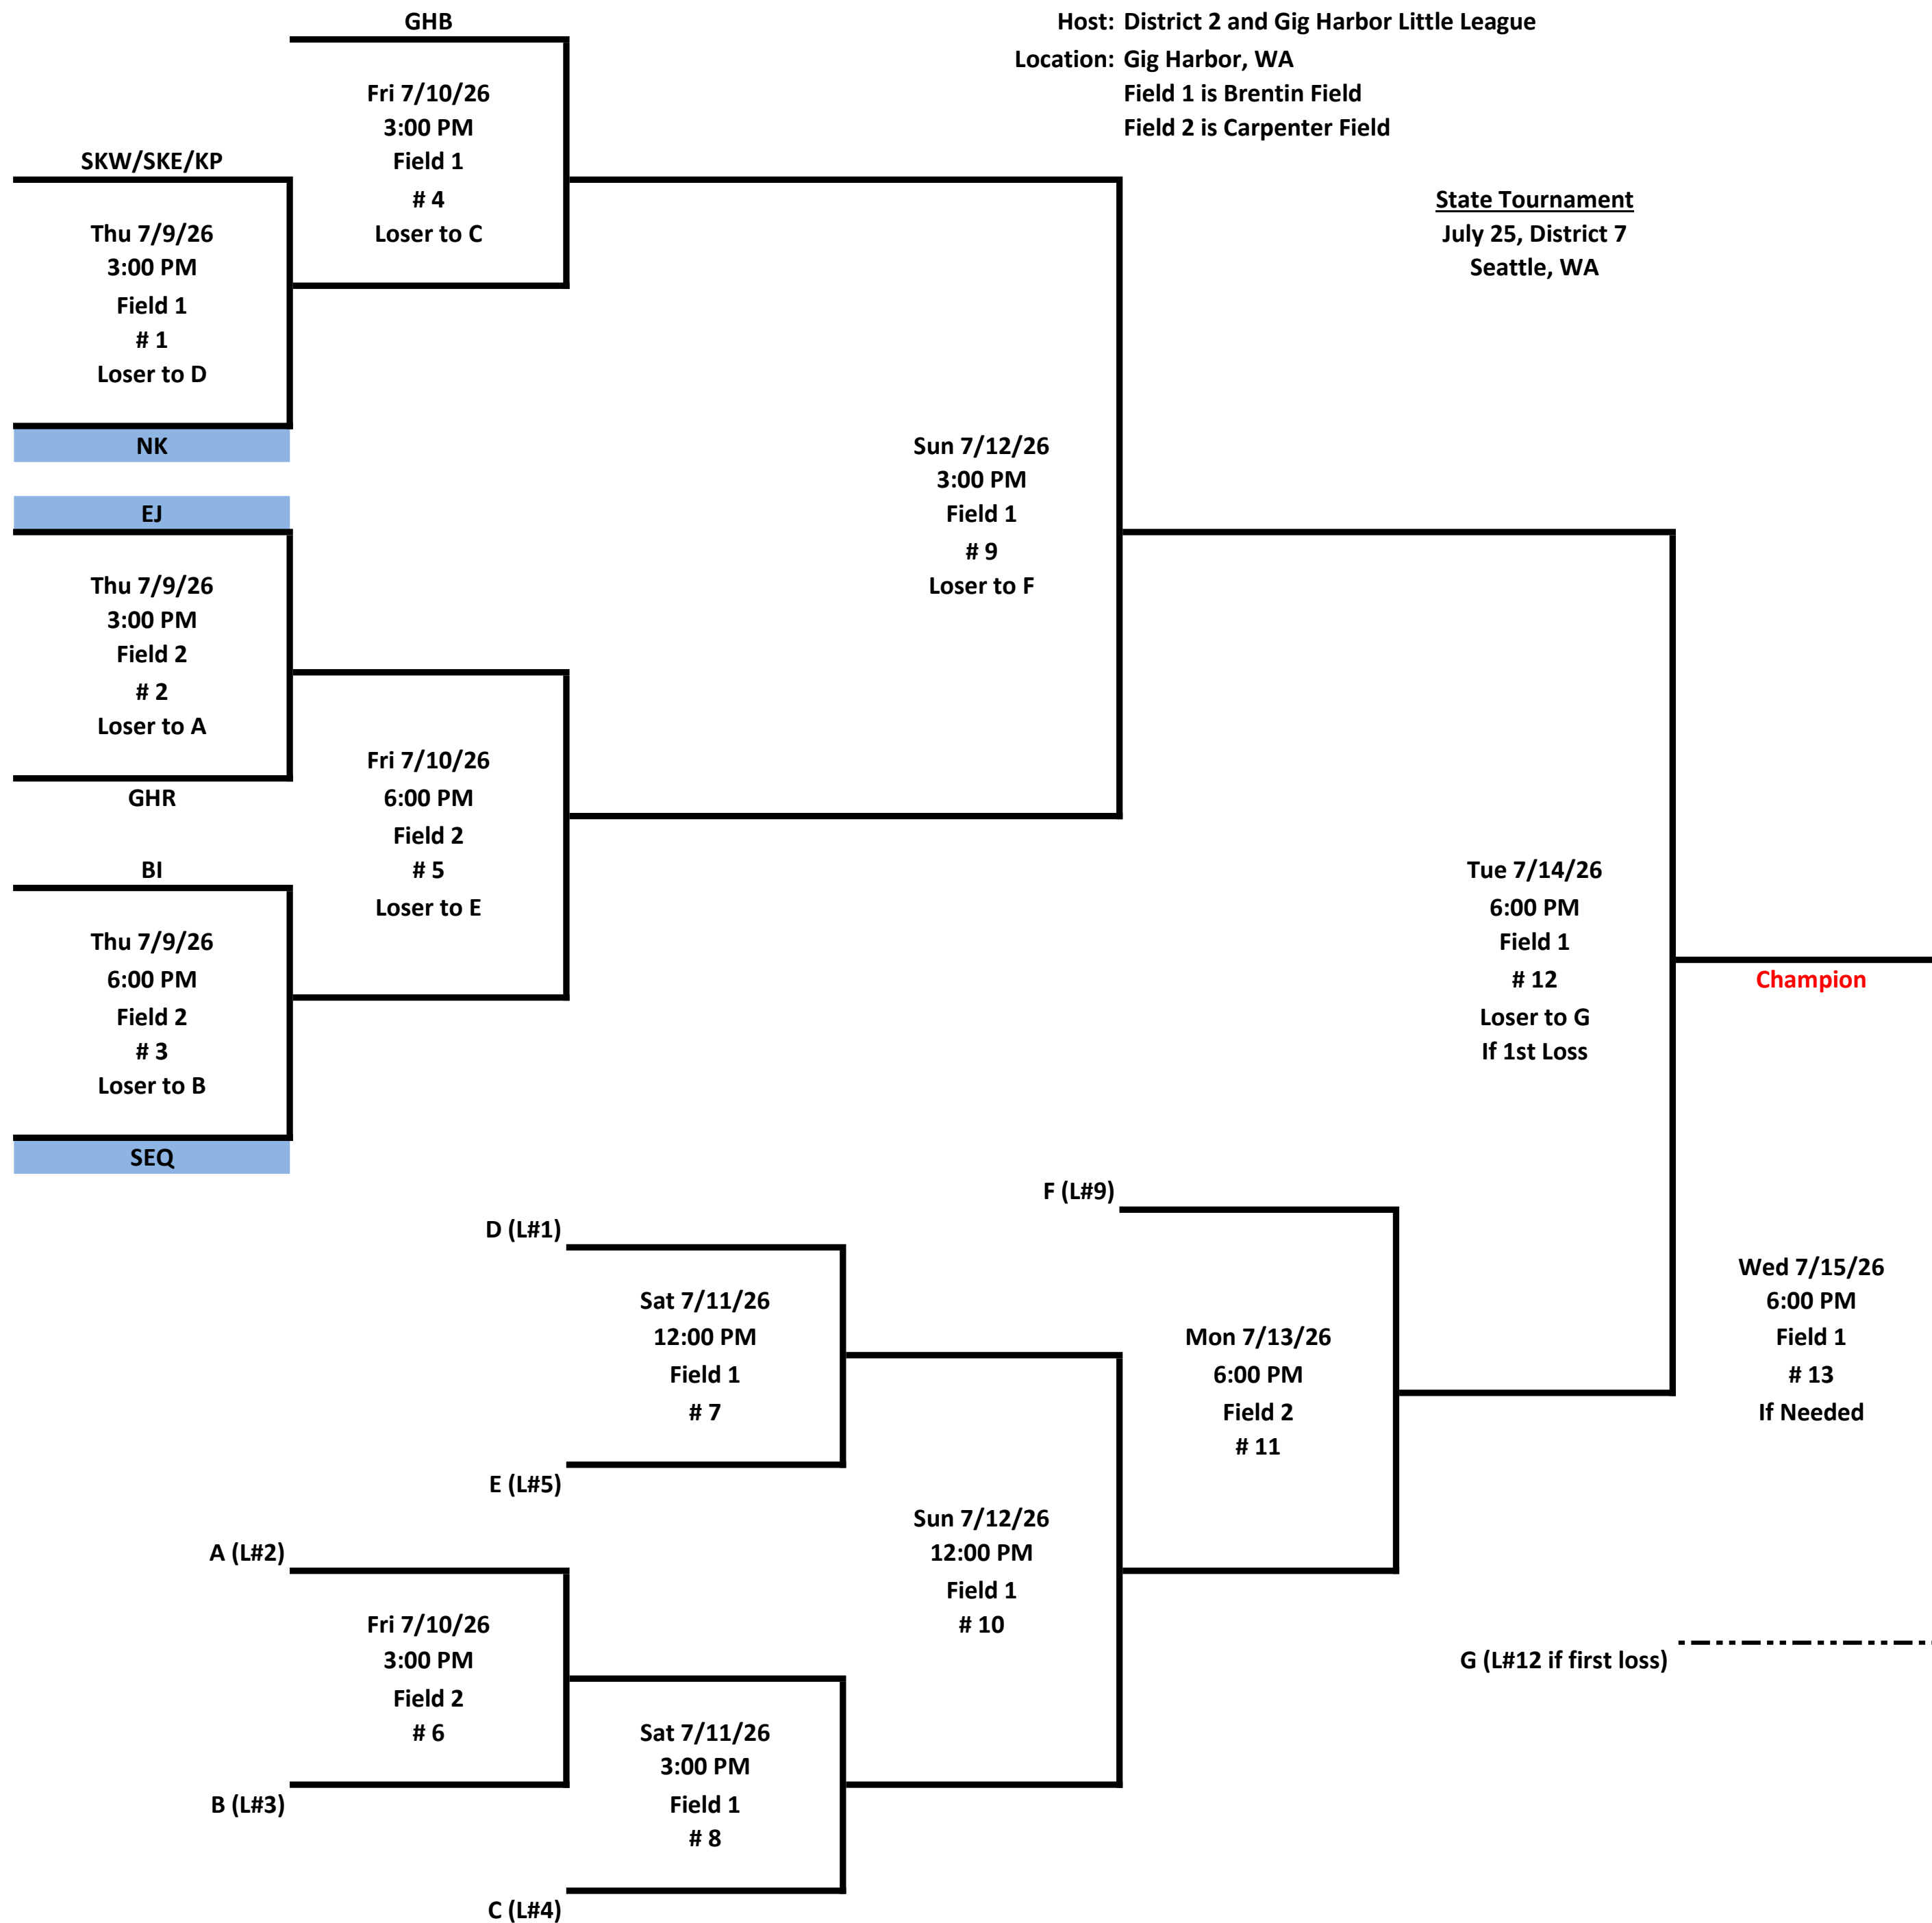 GHB
Host: District 2 and Gig Harbor Little League
Location: Gig Harbor, WA
Field 1 is Brentin Field
Field 2 is Carpenter Field
Fri 7/10/26
3:00 PM
Field 1
# 4
Loser to C
SKW/SKE/KP
Thu 7/9/26
3:00 PM
Field 1
# 1
Loser to D
NK
State Tournament
July 25, District 7
Seattle, WA
EJ
Thu 7/9/26
3:00 PM
Field 2
# 2
Loser to A
GHR
Sun 7/12/26
3:00 PM
Field 1
# 9
Loser to F
Fri 7/10/26
6:00 PM
Field 2
# 5
Loser to E
BI
Thu 7/9/26
6:00 PM
Field 2
# 3
Loser to B
SEQ
Tue 7/14/26
6:00 PM
Field 1
# 12
Loser to G
If 1st Loss
Champion
F (L#9)
D (L#1)
Sat 7/11/26
12:00 PM
Field 1
# 7
E (L#5)
Mon 7/13/26
6:00 PM
Field 2
# 11
Wed 7/15/26
6:00 PM
Field 1
# 13
If Needed
A (L#2)
Fri 7/10/26
3:00 PM
Field 2
# 6
B (L#3)
Sun 7/12/26
12:00 PM
Field 1
# 10
G (L#12 if first loss)
Sat 7/11/26
3:00 PM
Field 1
# 8
C (L#4)